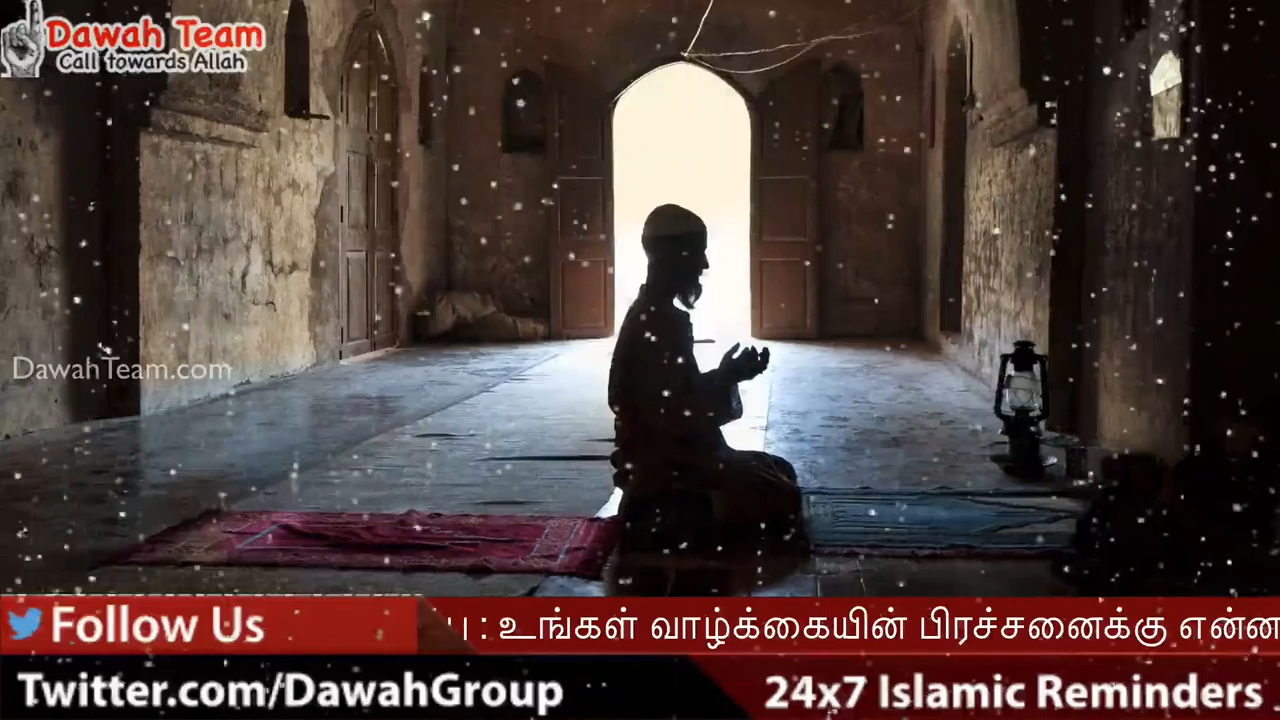 Dawah Team
Call towards Allah
DawahTeam.com
Follow Us
: உங்கள் வாழ்க்கையின் பிரச்சனைக்கு என்ன
Twitter.com/DawahGroup
24x7 Islamic Reminders